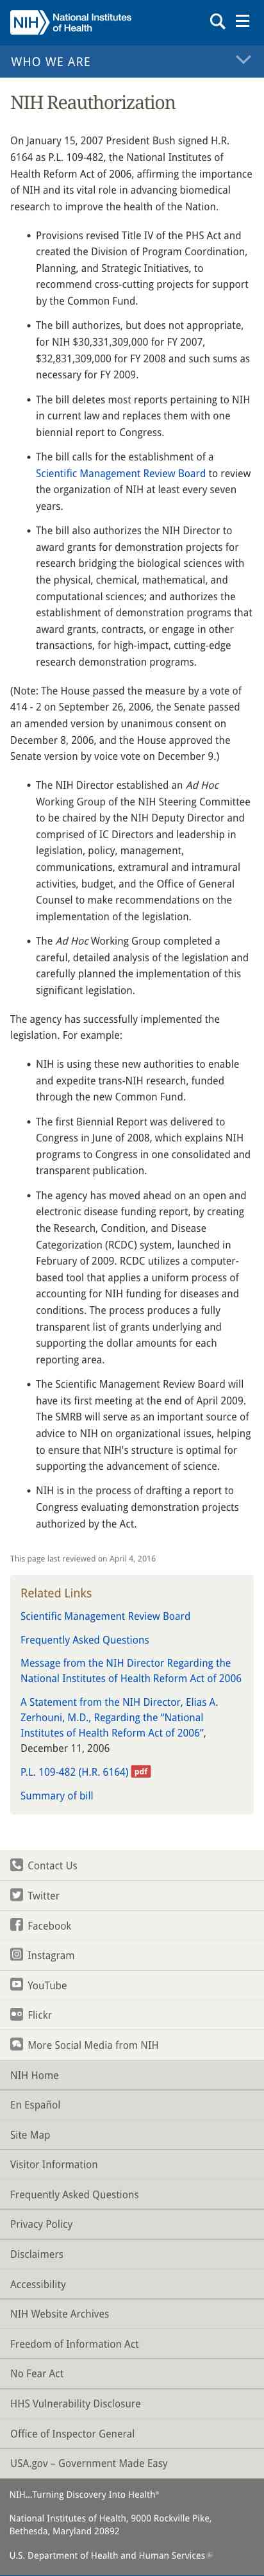 NIH National Institutes
of Health
WHO WE ARE
NIH Reauthorization
On January 15, 2007 President Bush signed H.R.
6164 as P.L. 109-482, the National Institutes of
Health Reform Act of 2006, affirming the importance
of NIH and its vital role in advancing biomedical
research to improve the health of the Nation.
• Provisions revised Title IV of the PHS Act and
created the Division of Program Coordination,
Planning, and Strategic Initiatives, to
recommend cross-cutting projects for support
by the Common Fund.
• The bill authorizes, but does not appropriate,
for NIH $30,331,309,000 for FY 2007,
$32,831,309,000 for FY 2008 and such sums as
necessary for FY 2009.
• The bill deletes most reports pertaining to NIH
in current law and replaces them with one
biennial report to Congress.
• The bill calls for the establishment of a
Scientific Management Review Board to review
the organization of NIH at least every seven
years.
• The bill also authorizes the NIH Director to
award grants for demonstration projects for
research bridging the biological sciences with
the physical, chemical, mathematical, and
computational sciences; and authorizes the
establishment of demonstration programs that
award grants, contracts, or engage in other
transactions, for high-impact, cutting-edge
research demonstration programs.
(Note: The House passed the measure by a vote of
414 - 2 on September 26, 2006, the Senate passed
an amended version by unanimous consent on
December 8, 2006, and the House approved the
Senate version by voice vote on December 9.)
• The NIH Director established an Ad Hoc
Working Group of the NIH Steering Committee
to be chaired by the NIH Deputy Director and
comprised of IC Directors and leadership in
legislation, policy, management,
communications, extramural and intramural
activities, budget, and the Office of General
Counsel to make recommendations on the
implementation of the legislation.
• The Ad Hoc Working Group completed a
careful, detailed analysis of the legislation and
carefully planned the implementation of this
significant legislation.
The agency has successfully implemented the
legislation. For example:
• NIH is using these new authorities to enable
and expedite trans-NIH research, funded
through the new Common Fund.
• The first Biennial Report was delivered to
Congress in June of 2008, which explains NIH
programs to Congress in one consolidated and
transparent publication.
• The agency has moved ahead on an open and
electronic disease funding report, by creating
the Research, Condition, and Disease
Categorization (RCDC) system, launched in
February of 2009. RCDC utilizes a computer-
based tool that applies a uniform process of
accounting for NIH funding for diseases and
conditions. The process produces a fully
transparent list of grants underlying and
supporting the dollar amounts for each
reporting area.
• The Scientific Management Review Board will
have its first meeting at the end of April 2009.
The SMRB will serve as an important source of
advice to NIH on organizational issues, helping
to ensure the NIH's structure is optimal for
supporting the advancement of science.
• NIH is in the process of drafting a report to
Congress evaluating demonstration projects
authorized by the Act.
This page last reviewed on April 4, 2016
Related Links
Scientific Management Review Board
Frequently Asked Questions
Message from the NIH Director Regarding the
National Institutes of Health Reform Act of 2006
A Statement from the NIH Director, Elias A.
Zerhouni, M.D., Regarding the “National
Institutes of Health Reform Act of 2006”,
December 11, 2006
P.L. 109-482 (H.R. 6164) pdf
Summary of bill
Contact Us
Twitter
Facebook
Instagram
YouTube
Flickr
More Social Media from NIH
NIH Home
En Español
Site Map
Visitor Information
Frequently Asked Questions
Privacy Policy
Disclaimers
Accessibility
NIH Website Archives
Freedom of Information Act
No Fear Act
HHS Vulnerability Disclosure
Office of Inspector General
USA.gov – Government Made Easy
NIH…Turning Discovery Into Health®
National Institutes of Health, 9000 Rockville Pike,
Bethesda, Maryland 20892
U.S. Department of Health and Human Services